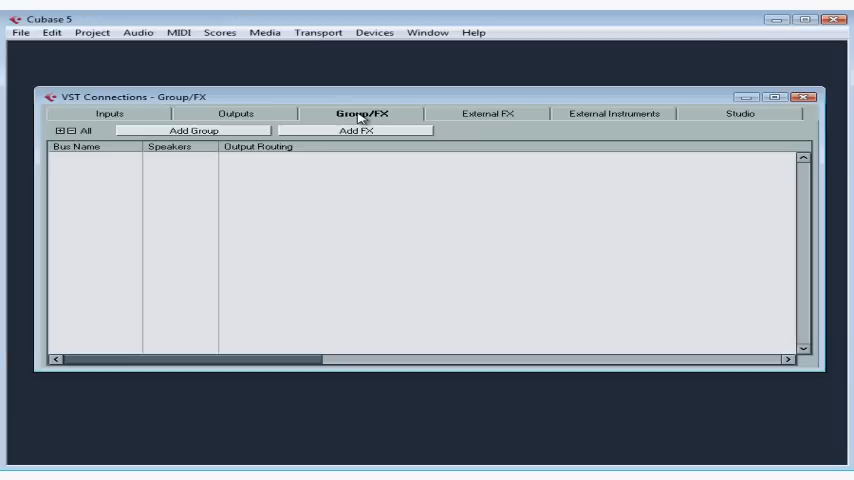 Cubase 5
File Edit Project Audio MIDI Scores Media Transport Devices Window Help
VST Connections - Group/FX
Inputs Outputs Group/FX External FX External Instruments Studio
All Add Group Add FX
Bus Name Speakers Output Routing